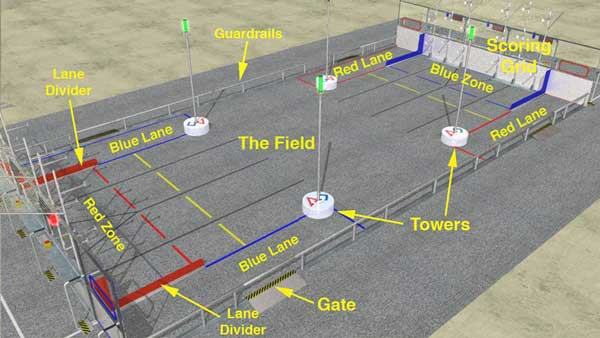 Guardrails
Lane
Divider
Red Lane
Blue Zone
Scoring
Grid
Blue Lane
The Field
Red Lane
Red Zone
Blue Lane
Towers
Lane
Divider
Gate